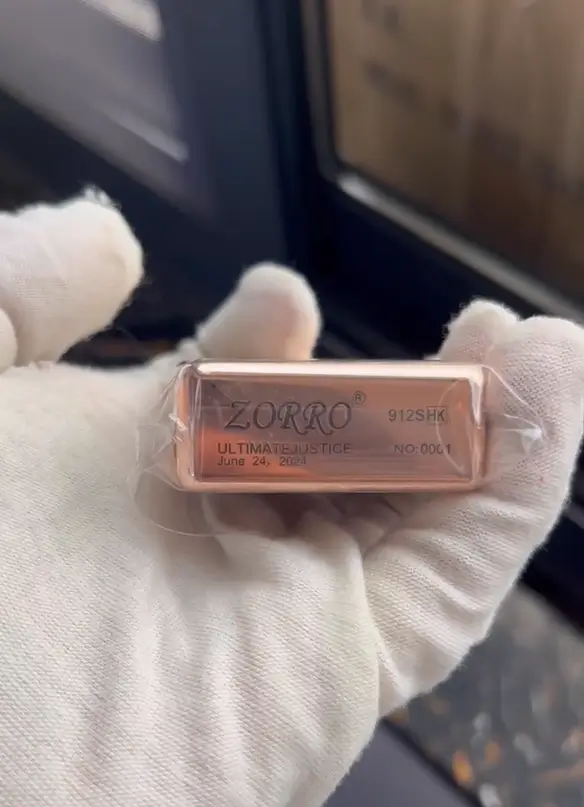 ZORRO® 912SHK
ULTIMATEJUSTICE NO:0001
June 24, 2024